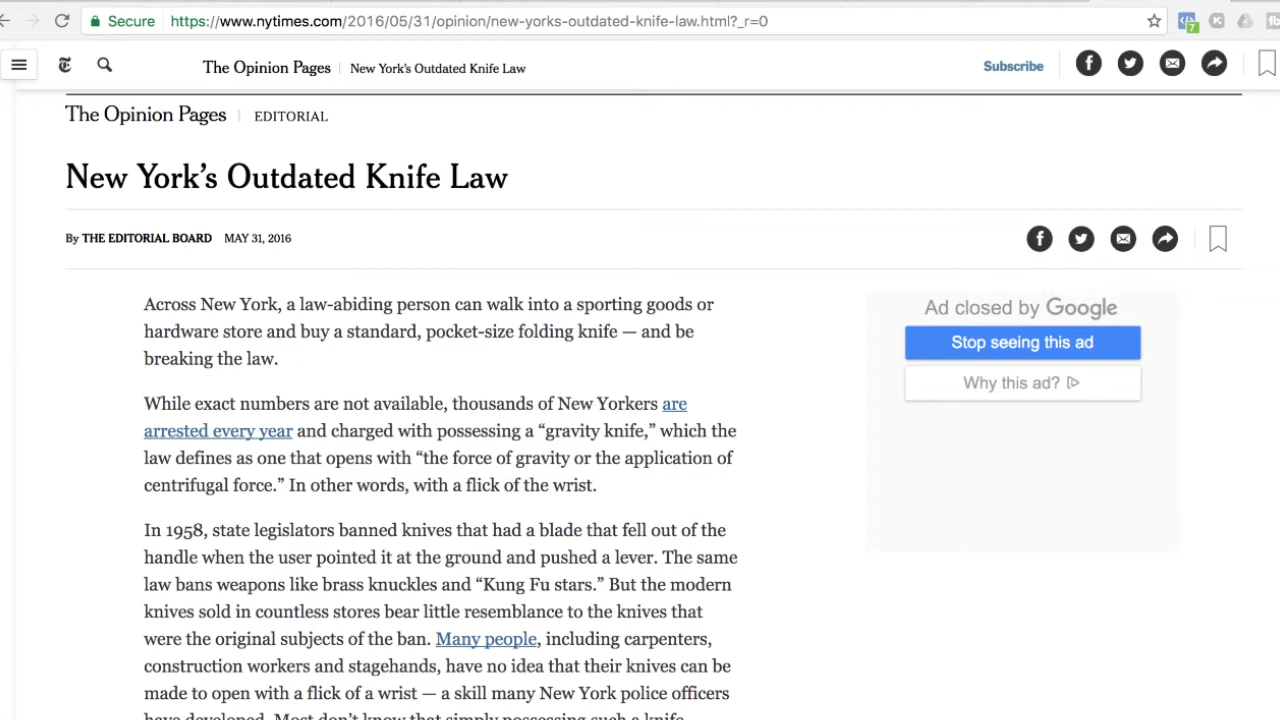 Secure https://www.nytimes.com/2016/05/31/opinion/new-yorks-outdated-knife-law.html?_r=0
The Opinion Pages New York's Outdated Knife Law Subscribe
The Opinion Pages EDITORIAL
New York’s Outdated Knife Law
By THE EDITORIAL BOARD MAY 31, 2016
Across New York, a law-abiding person can walk into a sporting goods or
hardware store and buy a standard, pocket-size folding knife — and be
breaking the law.
While exact numbers are not available, thousands of New Yorkers are
arrested every year and charged with possessing a “gravity knife,” which the
law defines as one that opens with “the force of gravity or the application of
centrifugal force.” In other words, with a flick of the wrist.
In 1958, state legislators banned knives that had a blade that fell out of the
handle when the user pointed it at the ground and pushed a lever. The same
law bans weapons like brass knuckles and “Kung Fu stars.” But the modern
knives sold in countless stores bear little resemblance to the knives that
were the original subjects of the ban. Many people, including carpenters,
construction workers and stagehands, have no idea that their knives can be
made to open with a flick of a wrist — a skill many New York police officers
have developed. Most don’t know that simply possessing such a knife
Ad closed by Google
Stop seeing this ad
Why this ad?
7